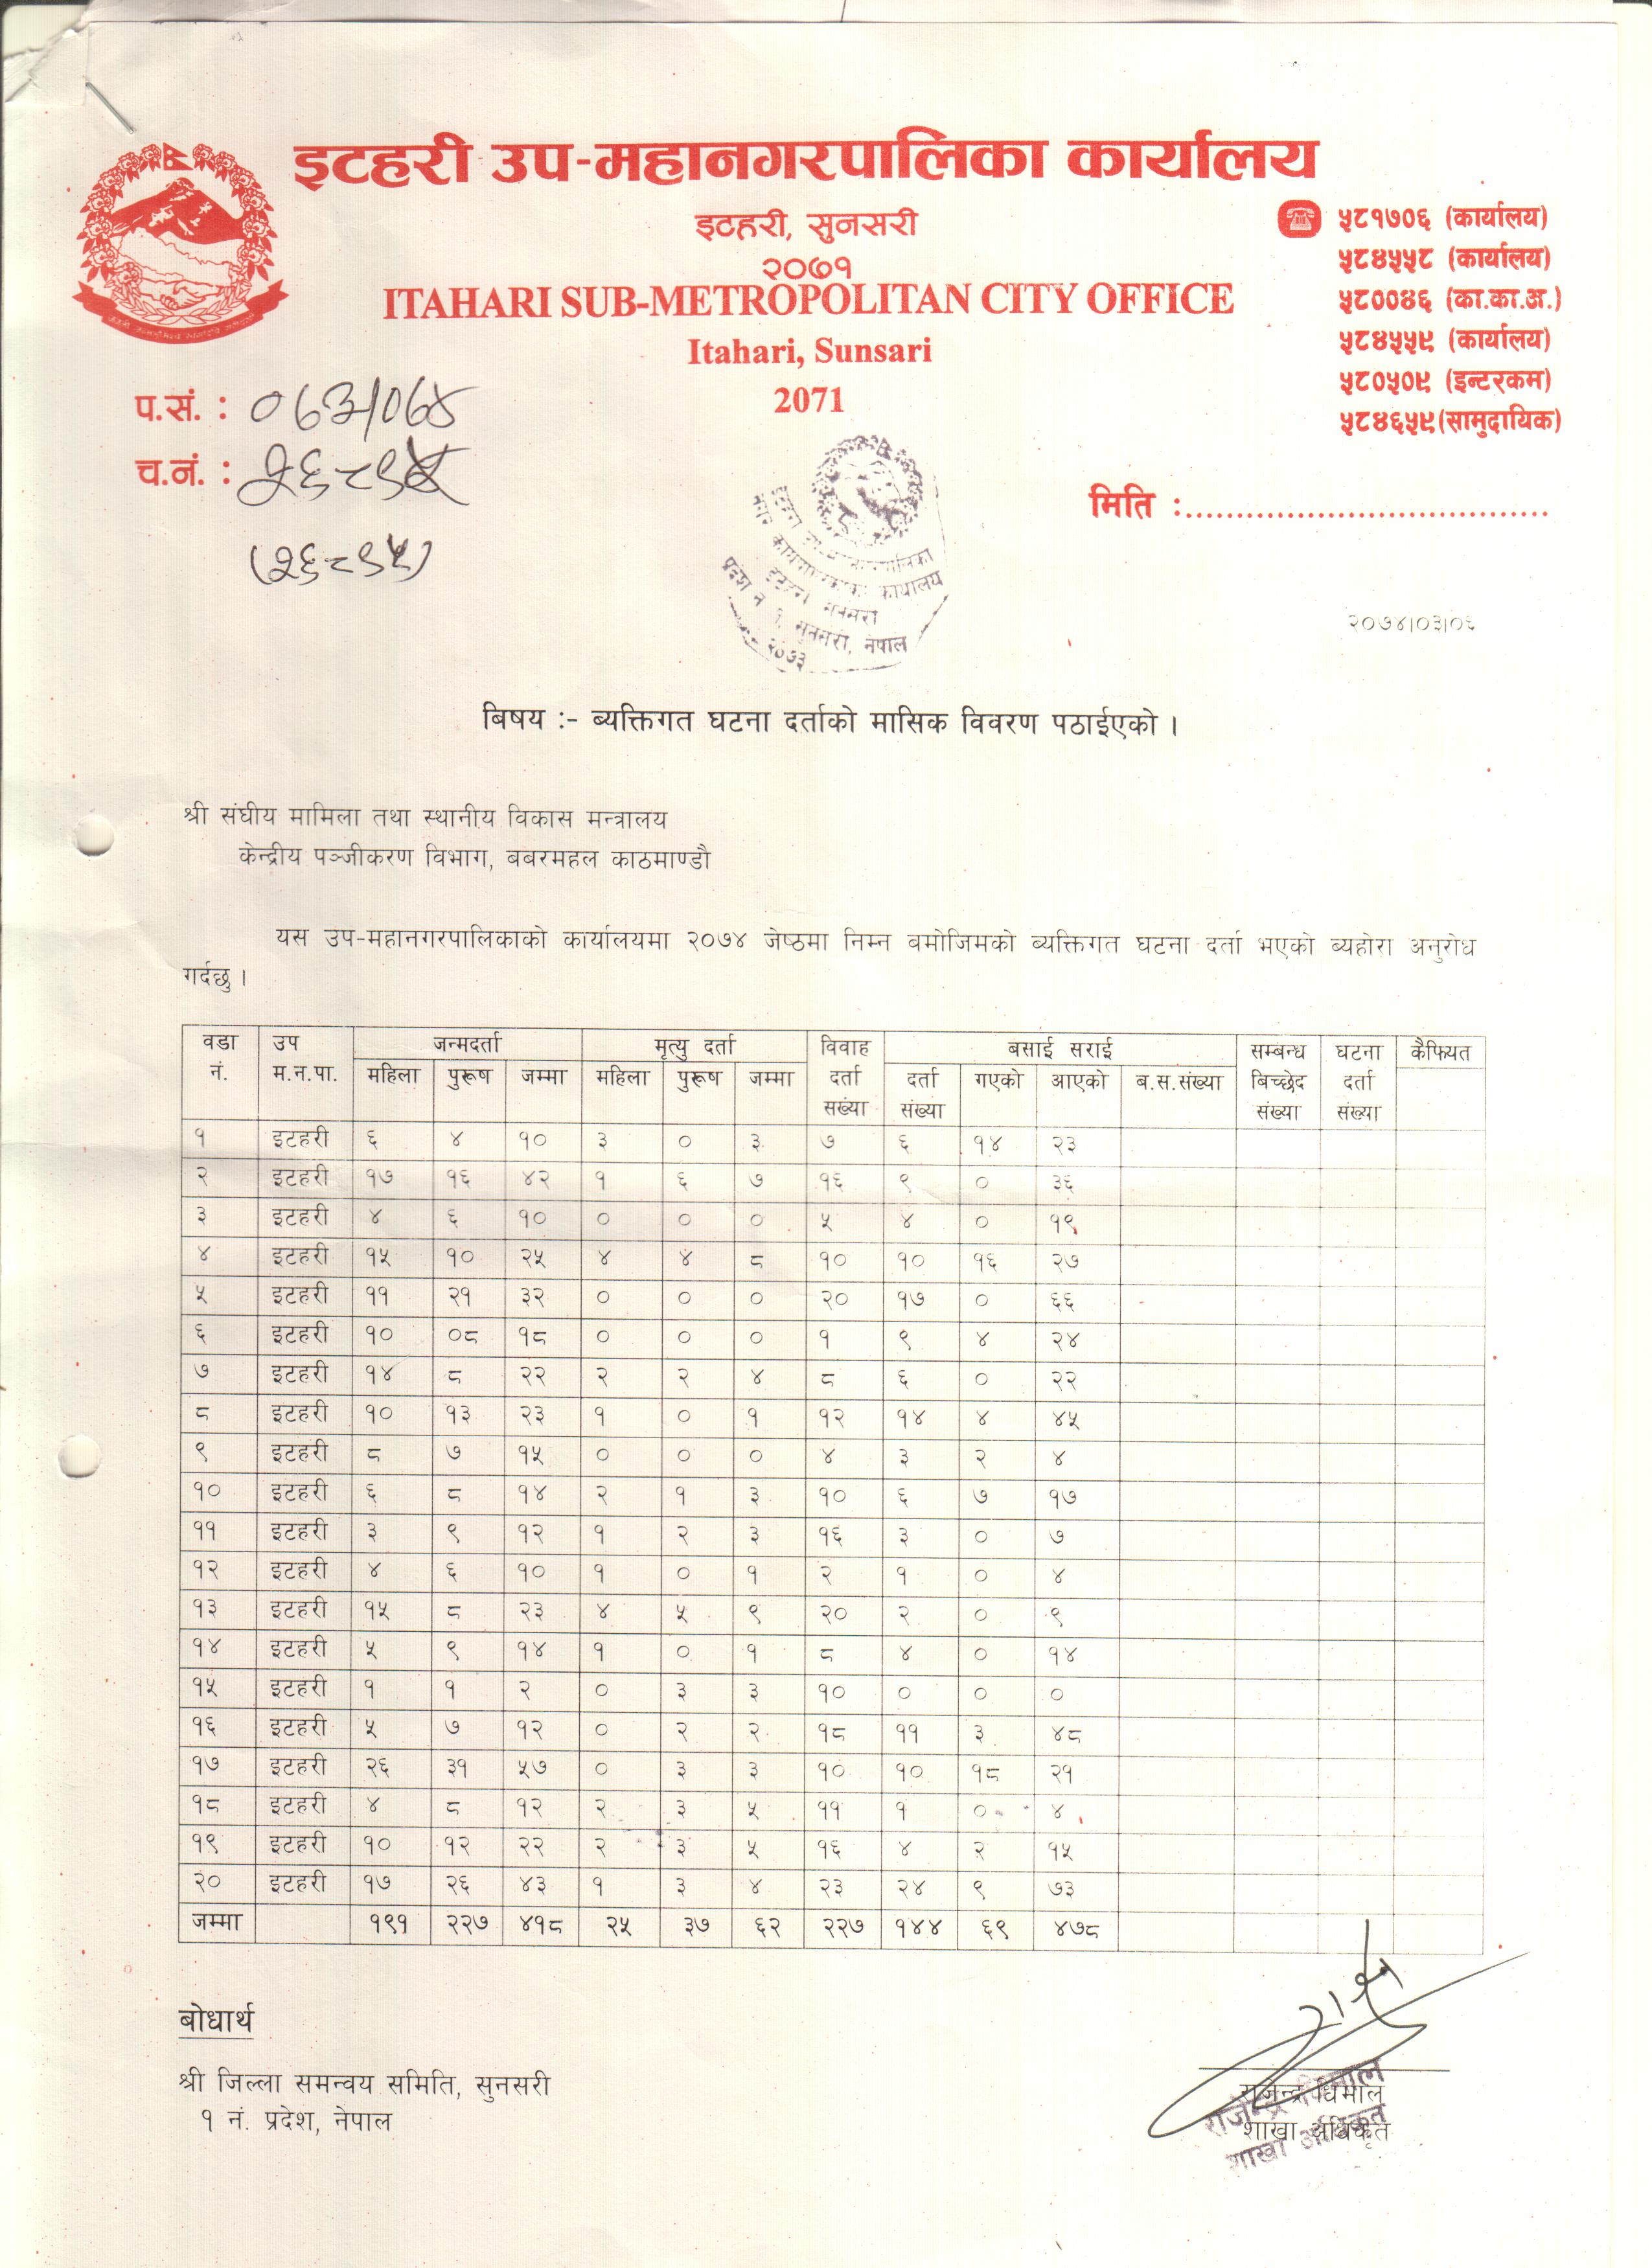 इटहरी उप-महानगरपालिका कार्यालय
इटहरी, सुनसरी
२०७१
ITAHARI SUB-METROPOLITAN CITY OFFICE
Itahari, Sunsari
2071
५८१७०६ (कार्यालय)
५८४५५८ (कार्यालय)
५८००४६ (का.का.अ.)
५८४५५९ (कार्यालय)
५८०५०९ (इन्टरकम)
५८४६५९(सामुदायिक)
प.सं. :
च.नं. :
मिति :...................................
२०७४।०३।०६
बिषय :- ब्यक्तिगत घटना दर्ताको मासिक विवरण पठाईएको ।
श्री संघीय मामिला तथा स्थानीय विकास मन्त्रालय
केन्द्रीय पञ्जीकरण विभाग, बबरमहल काठमाण्डौ
यस उप-महानगरपालिकाको कार्यालयमा २०७४ जेष्ठमा निम्न बमोजिमको ब्यक्तिगत घटना दर्ता भएको ब्यहोरा अनुरोध
गर्दछु ।
वडा उप जन्मदर्ता मृत्यु दर्ता विवाह बसाई सराई सम्बन्ध घटना कैफियत
नं. म.न.पा. महिला पुरूष जम्मा महिला पुरूष जम्मा दर्ता दर्ता गएको आएको ब.स.संख्या बिच्छेद दर्ता
सख्या संख्या संख्या संख्या
१ इटहरी ६ ४ १० ३ ० ३ ७ ६ १४ २३
२ इटहरी १७ १६ ४२ १ ६ ७ १६ ९ ० ३६
३ इटहरी ४ ६ १० ० ० ० ५ ४ ० १९
४ इटहरी १५ १० २५ ४ ४ ८ १० १० १६ २७
५ इटहरी ११ २१ ३२ ० ० ० २० १७ ० ६६
६ इटहरी १० ०८ १८ ० ० ० १ ९ ४ २४
७ इटहरी १४ ८ २२ २ २ ४ ८ ६ ० २२
८ इटहरी १० १३ २३ १ ० १ १२ १४ ४ ४५
९ इटहरी ८ ७ १५ ० ० ० ४ ३ २ ४
१० इटहरी ६ ८ १४ २ १ ३ १० ६ ७ १७
११ इटहरी ३ ९ १२ १ २ ३ १६ ३ ० ७
१२ इटहरी ४ ६ १० १ ० १ २ १ ० ४
१३ इटहरी १५ ८ २३ ४ ५ ९ २० २ ० ९
१४ इटहरी ५ ९ १४ १ ० १ ८ ४ ० १४
१५ इटहरी १ १ २ ० ३ ३ १० ० ० ०
१६ इटहरी ५ ७ १२ ० २ २ १८ ११ ३ ४८
१७ इटहरी २६ ३१ ५७ ० ३ ३ १० १० १८ २१
१८ इटहरी ४ ८ १२ २ ३ ५ ११ १ ० ४
१९ इटहरी १० १२ २२ २ ३ ५ १६ ४ २ १५
२० इटहरी १७ २६ ४३ १ ३ ४ २३ २४ ९ ७३
जम्मा १९१ २२७ ४१८ २५ ३७ ६२ २२७ १४४ ६९ ४७८
बोधार्थ
श्री जिल्ला समन्वय समिति, सुनसरी
१ नं. प्रदेश, नेपाल
राजेन्द्र घिमाल
शाखा अधिकृत